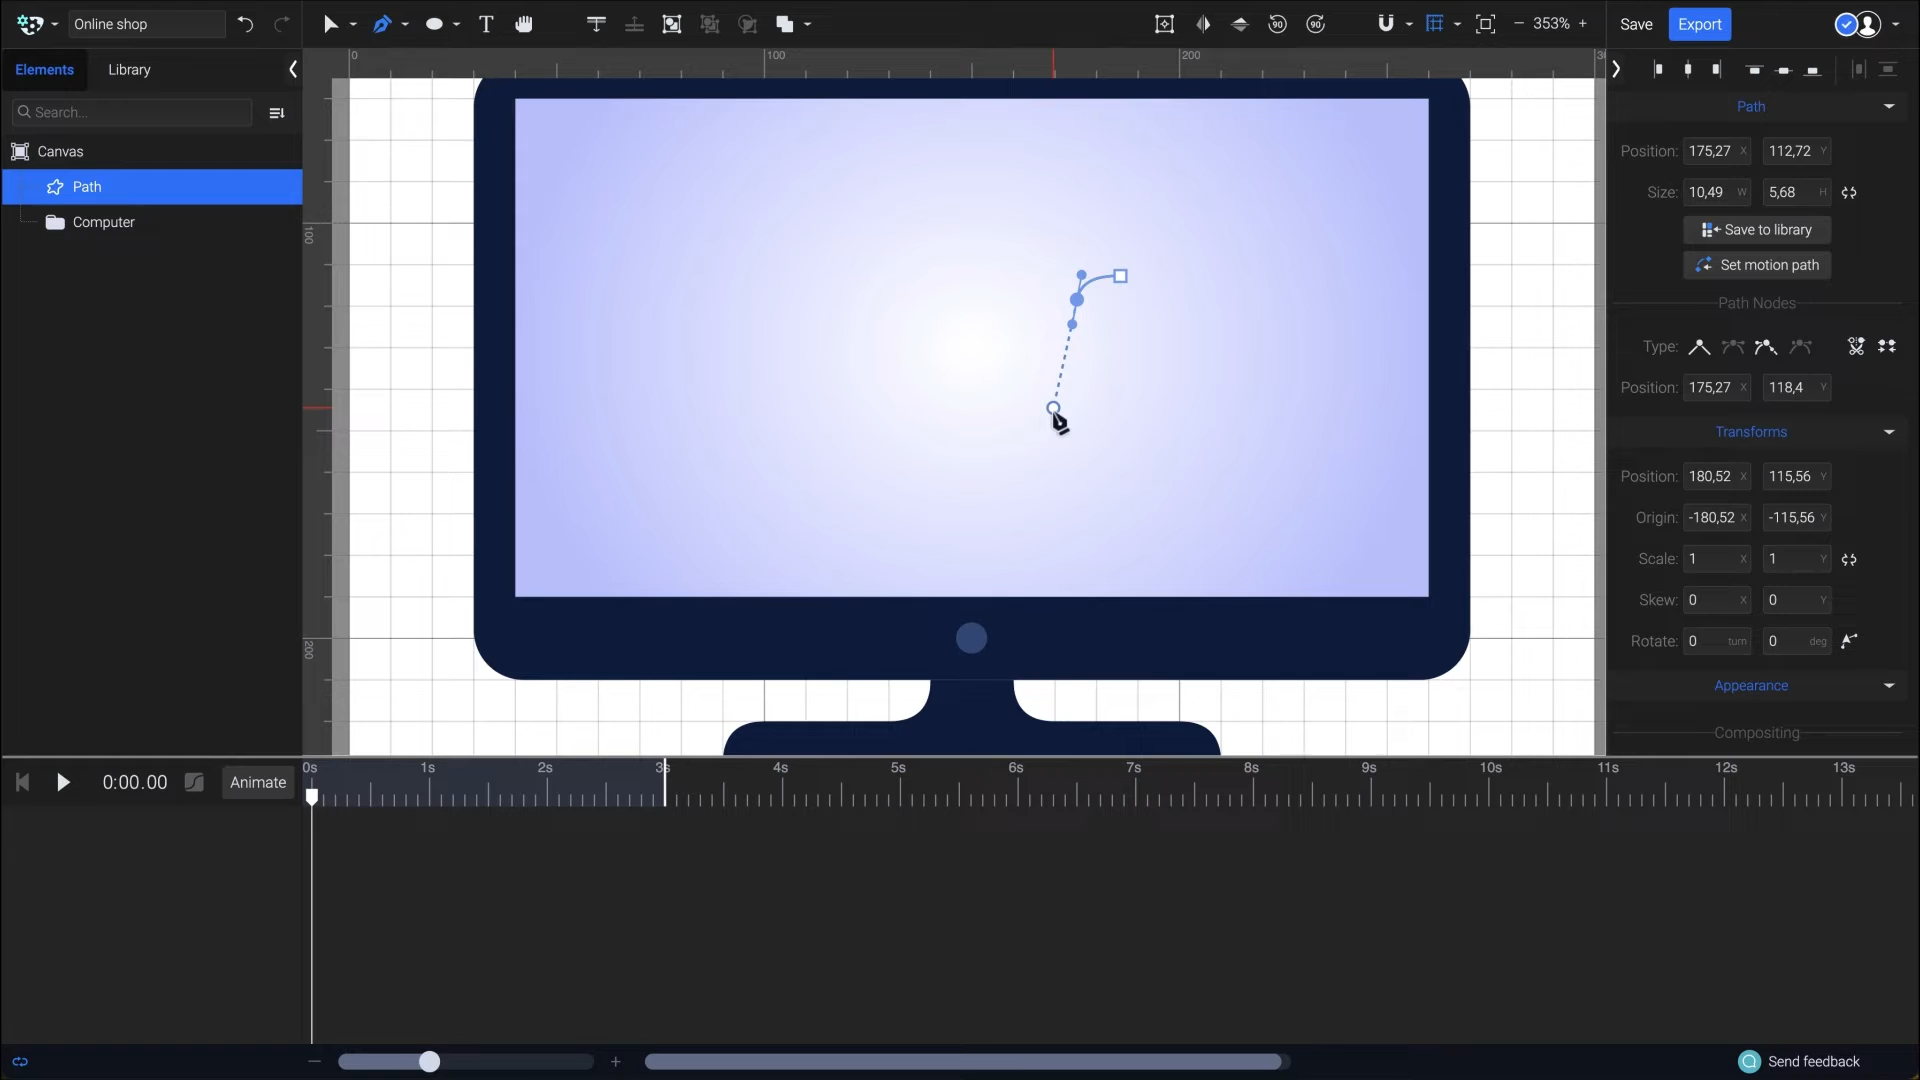 Online shop
T
353%
Save
Export
Elements
Library
Search...
Canvas
Path
Computer
0
100
200
100
200
Path
Position: 175,27 X 112,72 Y
Size: 10,49 W 5,68 H
Save to library
Set motion path
Path Nodes
Type:
Position: 175,27 X 118,4 Y
Transforms
Position: 180,52 X 115,56 Y
Origin: -180,52 X -115,56 Y
Scale: 1 X 1 Y
Skew: 0 X 0 Y
Rotate: 0 turn 0 deg
Appearance
Compositing
0:00.00
Animate
0s 1s 2s 3s 4s 5s 6s 7s 8s 9s 10s 11s 12s 13s
Send feedback